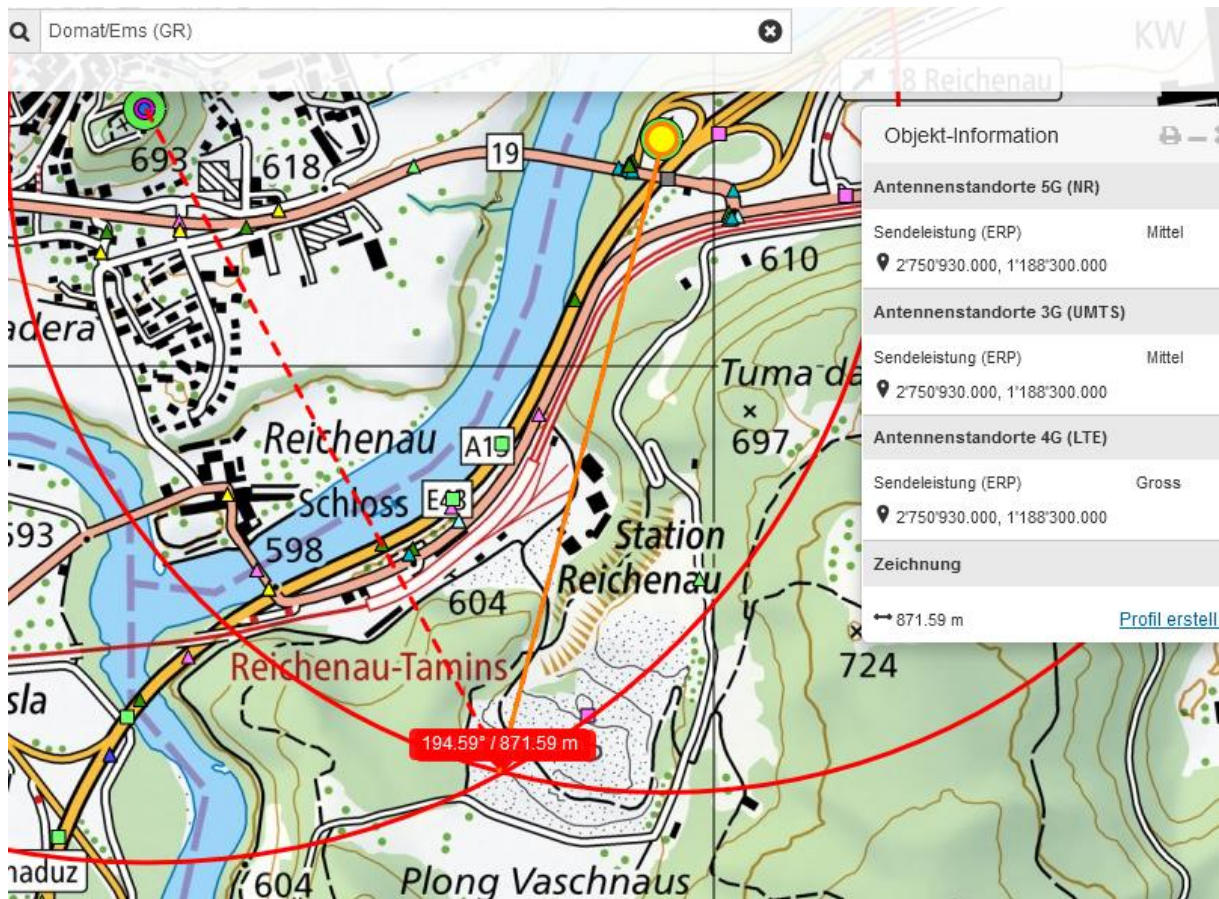 Domat/Ems (GR)
KW
18 Reichenau
Objekt-Information
Antennenstandorte 5G (NR)
Sendeleistung (ERP) Mittel
2'750'930.000, 1'188'300.000
Antennenstandorte 3G (UMTS)
Sendeleistung (ERP) Mittel
2'750'930.000, 1'188'300.000
Antennenstandorte 4G (LTE)
Sendeleistung (ERP) Gross
2'750'930.000, 1'188'300.000
Zeichnung
871.59 m Profil erstell
693
618
19
610
adera
Tuma da
697
Reichenau
A13
Schloss
E43
593
598
Station
Reichenau
604
724
Reichenau-Tamins
sla
194.59° / 871.59 m
naduz
604
Plong Vaschnaus